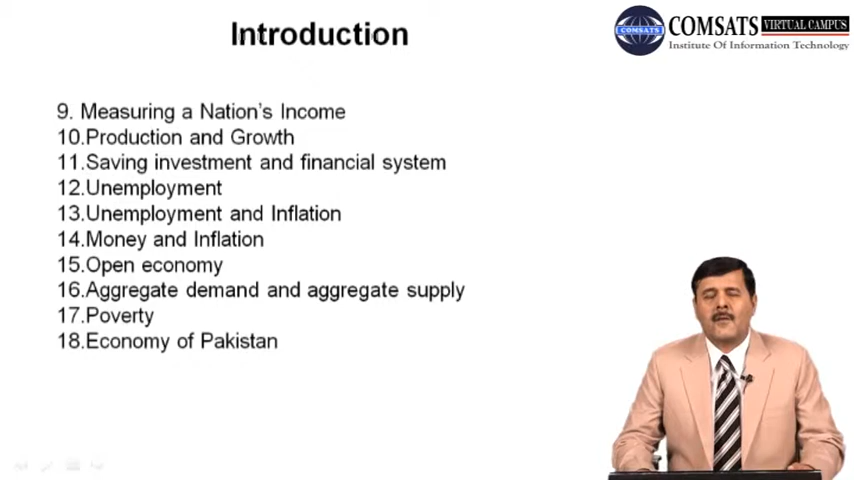 Introduction
COMSATS VIRTUAL CAMPUS
COMSATS
Institute Of Information Technology
9. Measuring a Nation's Income
10.Production and Growth
11.Saving investment and financial system
12.Unemployment
13.Unemployment and Inflation
14.Money and Inflation
15.Open economy
16.Aggregate demand and aggregate supply
17.Poverty
18.Economy of Pakistan